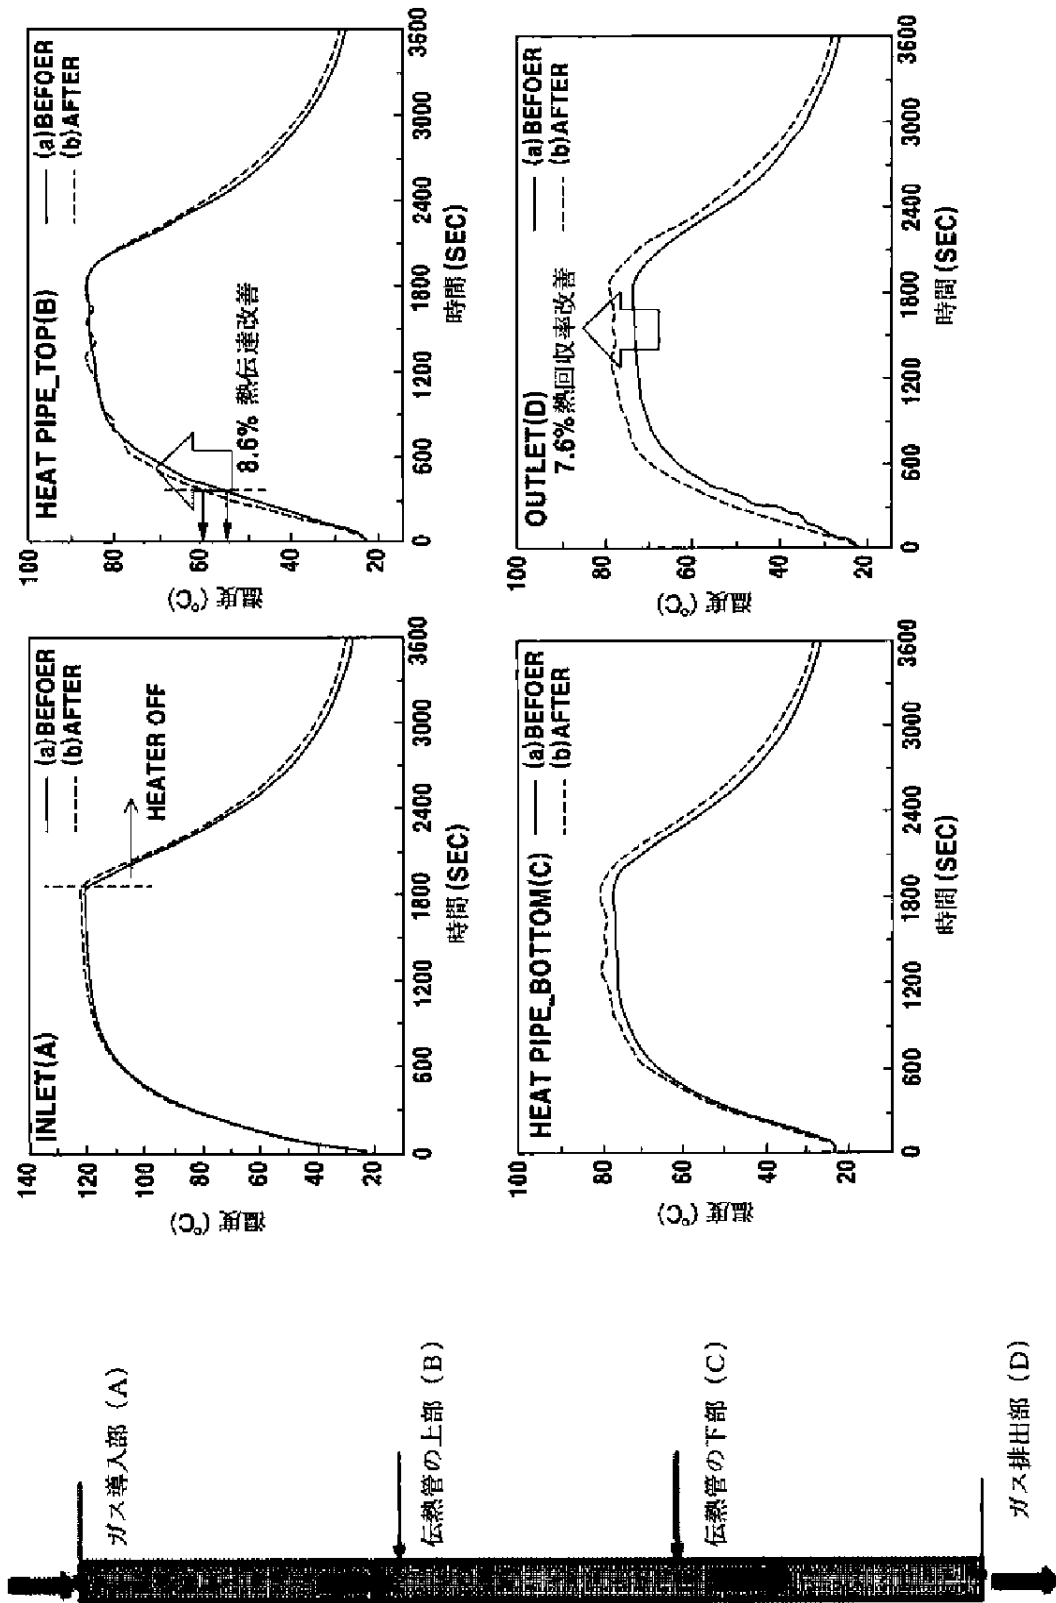 ガス導入部 (A)
伝熱管の上部 (B)
伝熱管の下部 (C)
ガス排出部 (D)
INLET(A)
(a)BEFOER
(b)AFTER
HEATER OFF
温度 (℃)
140
120
100
80
60
40
20
0
600
1200
1800
2400
3000
3600
時間 (SEC)
HEAT PIPE_TOP(B)
(a)BEFOER
(b)AFTER
8.6% 熱伝達改善
温度 (℃)
100
80
60
40
20
0
600
1200
1800
2400
3000
3600
時間 (SEC)
HEAT PIPE_BOTTOM(C)
(a)BEFOER
(b)AFTER
温度 (℃)
100
80
60
40
20
0
600
1200
1800
2400
3000
3600
時間 (SEC)
OUTLET(D)
(a)BEFOER
(b)AFTER
7.6% 熱回収率改善
温度 (℃)
100
80
60
40
20
0
600
1200
1800
2400
3000
3600
時間 (SEC)